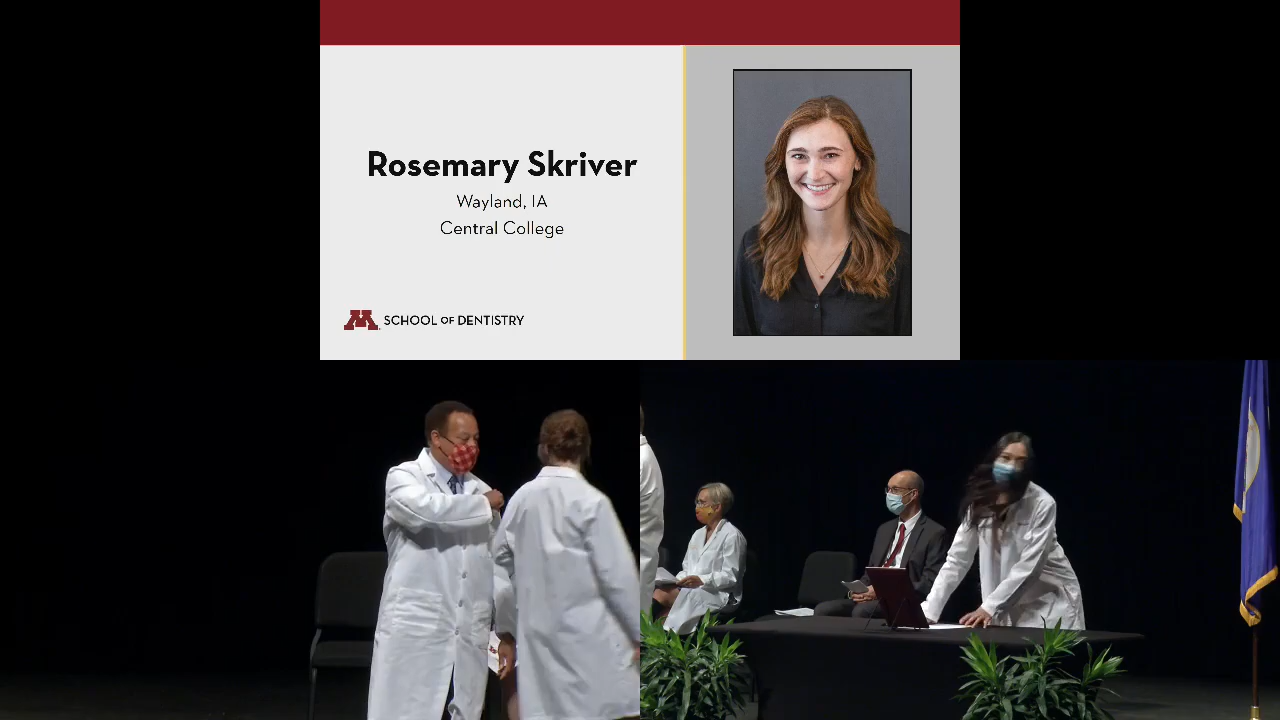 Rosemary Skriver
Wayland, IA
Central College
M SCHOOL OF DENTISTRY